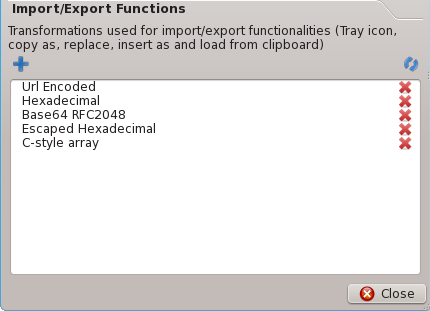 Import/Export Functions
Transformations used for import/export functionalities (Tray icon,
copy as, replace, insert as and load from clipboard)
Url Encoded
Hexadecimal
Base64 RFC2048
Escaped Hexadecimal
C-style array
Close